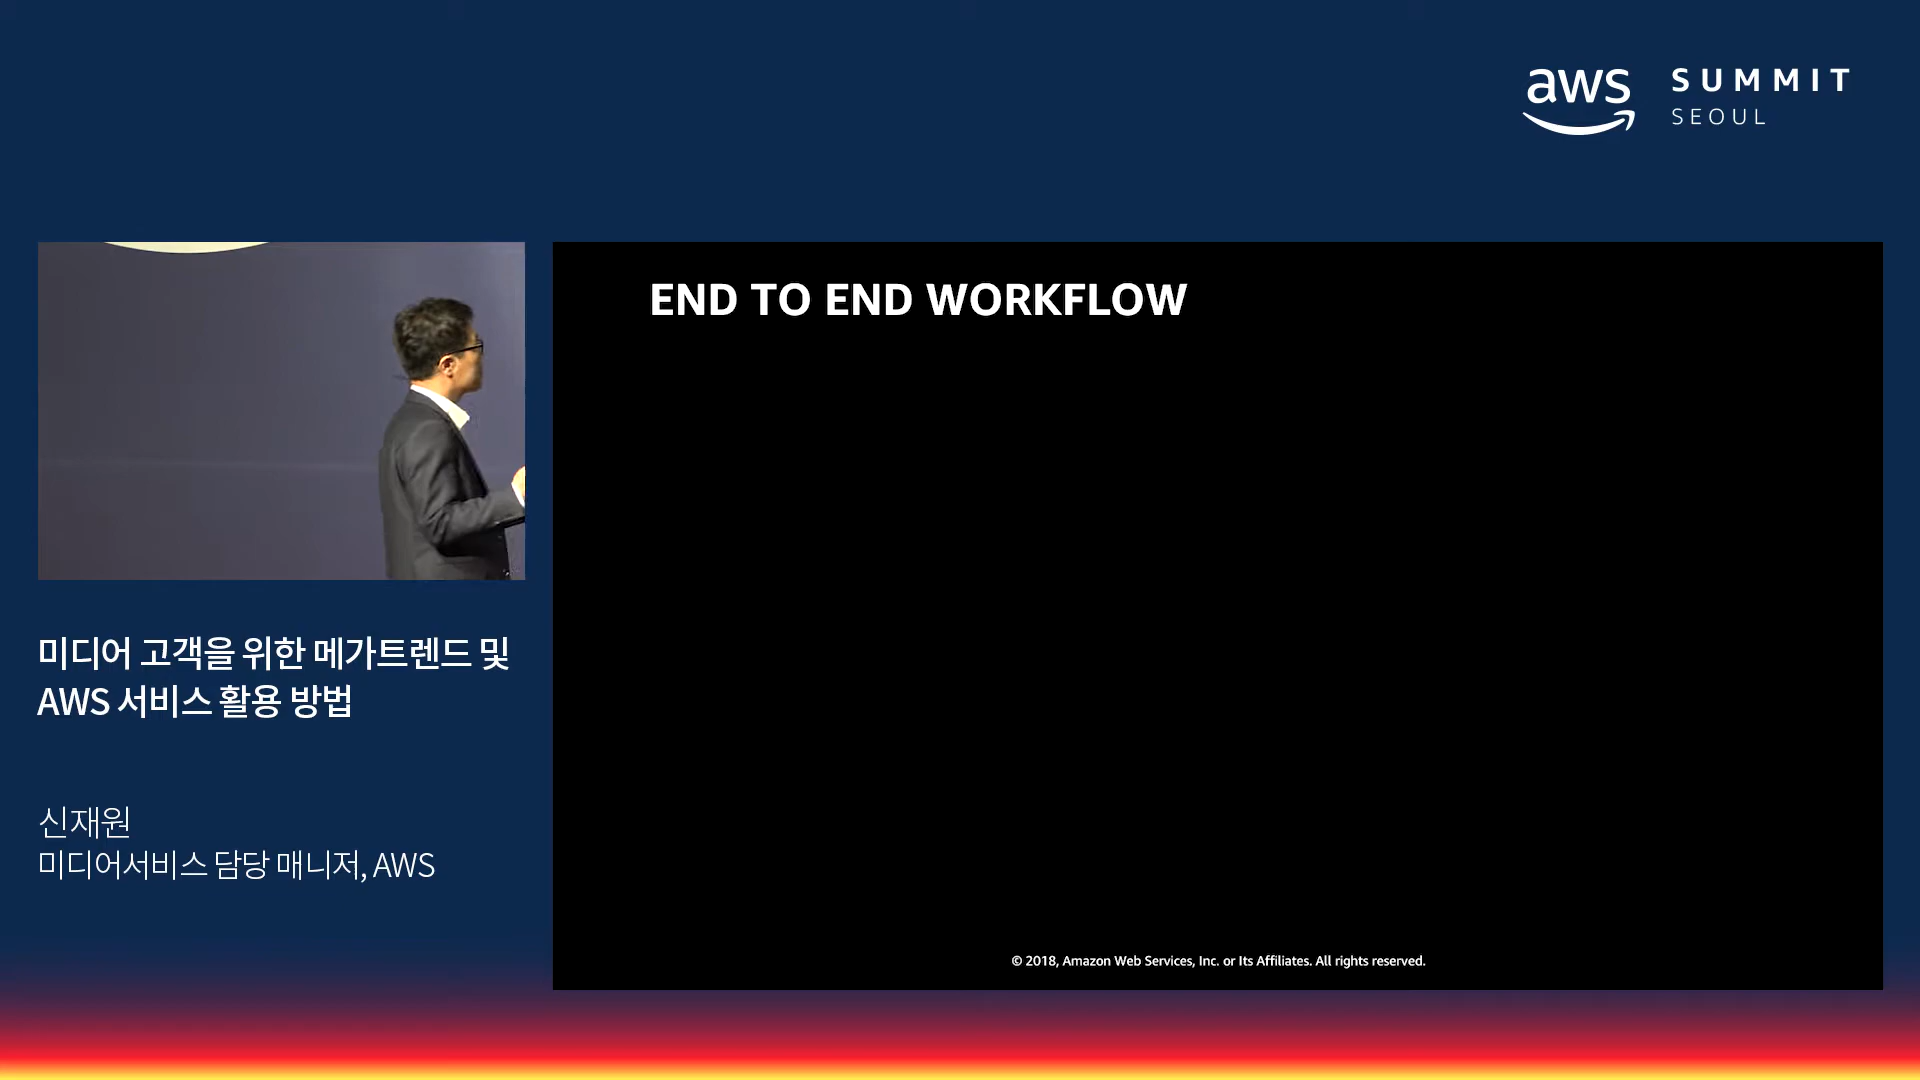 aws
SUMMIT
SEOUL
END TO END WORKFLOW
미디어 고객을 위한 메가트렌드 및
AWS 서비스 활용 방법
신재원
미디어서비스 담당 매니저, AWS
© 2018, Amazon Web Services, Inc. or Its Affiliates. All rights reserved.